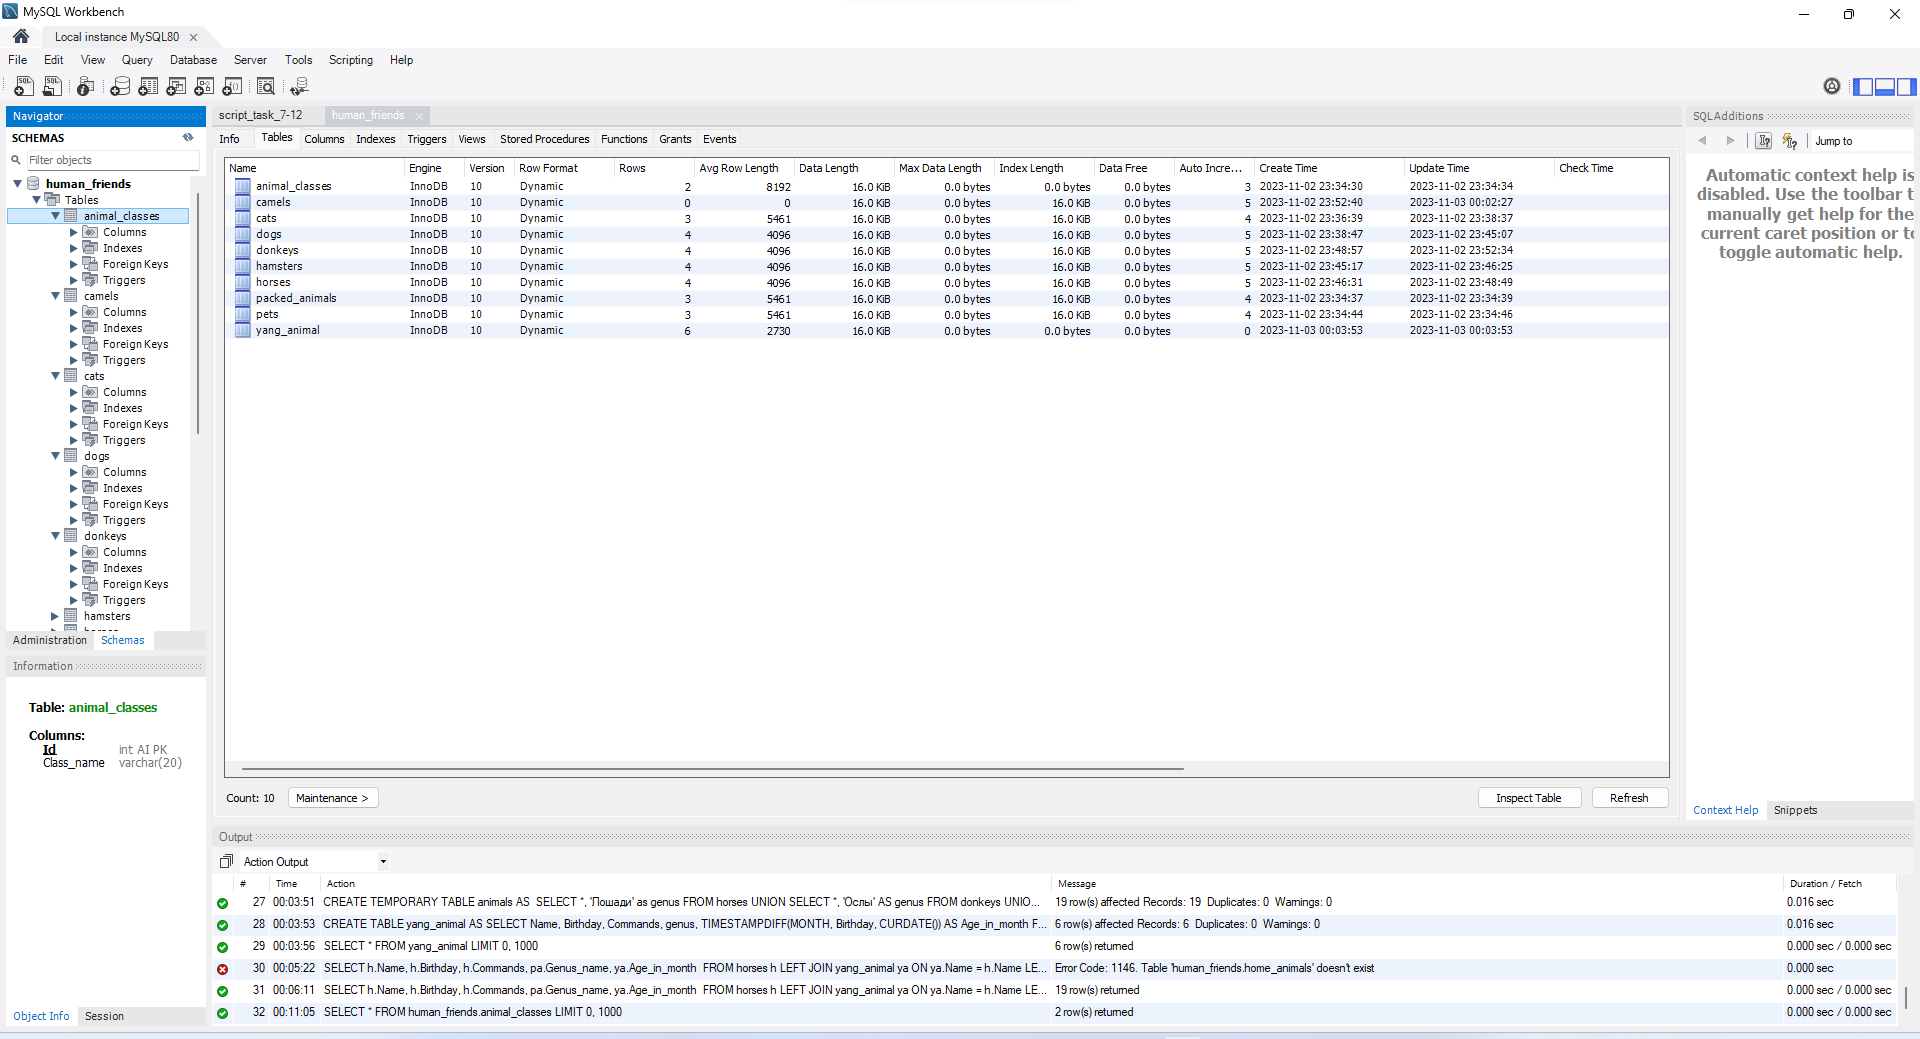 MySQL Workbench
Local instance MySQL80
File Edit View Query Database Server Tools Scripting Help
Navigator
SCHEMAS
Filter objects
human_friends
Tables
animal_classes
Columns
Indexes
Foreign Keys
Triggers
camels
Columns
Indexes
Foreign Keys
Triggers
cats
Columns
Indexes
Foreign Keys
Triggers
dogs
Columns
Indexes
Foreign Keys
Triggers
donkeys
Columns
Indexes
Foreign Keys
Triggers
hamsters
Administration Schemas
Information
Table: animal_classes
Columns:
Id int AI PK
Class_name varchar(20)
Object Info Session
script_task_7-12 human_friends
Info Tables Columns Indexes Triggers Views Stored Procedures Functions Grants Events
Name Engine Version Row Format Rows Avg Row Length Data Length Max Data Length Index Length Data Free Auto Incre... Create Time Update Time Check Time
animal_classes InnoDB 10 Dynamic 2 8192 16.0 KiB 0.0 bytes 0.0 bytes 0.0 bytes 3 2023-11-02 23:34:30 2023-11-02 23:34:34
camels InnoDB 10 Dynamic 0 0 16.0 KiB 0.0 bytes 16.0 KiB 0.0 bytes 5 2023-11-02 23:52:40 2023-11-03 00:02:27
cats InnoDB 10 Dynamic 3 5461 16.0 KiB 0.0 bytes 16.0 KiB 0.0 bytes 4 2023-11-02 23:36:39 2023-11-02 23:38:37
dogs InnoDB 10 Dynamic 4 4096 16.0 KiB 0.0 bytes 16.0 KiB 0.0 bytes 5 2023-11-02 23:38:47 2023-11-02 23:45:07
donkeys InnoDB 10 Dynamic 4 4096 16.0 KiB 0.0 bytes 16.0 KiB 0.0 bytes 5 2023-11-02 23:48:57 2023-11-02 23:52:34
hamsters InnoDB 10 Dynamic 4 4096 16.0 KiB 0.0 bytes 16.0 KiB 0.0 bytes 5 2023-11-02 23:45:17 2023-11-02 23:46:25
horses InnoDB 10 Dynamic 4 4096 16.0 KiB 0.0 bytes 16.0 KiB 0.0 bytes 5 2023-11-02 23:46:31 2023-11-02 23:48:49
packed_animals InnoDB 10 Dynamic 3 5461 16.0 KiB 0.0 bytes 16.0 KiB 0.0 bytes 4 2023-11-02 23:34:37 2023-11-02 23:34:39
pets InnoDB 10 Dynamic 3 5461 16.0 KiB 0.0 bytes 16.0 KiB 0.0 bytes 4 2023-11-02 23:34:44 2023-11-02 23:34:46
yang_animal InnoDB 10 Dynamic 6 2730 16.0 KiB 0.0 bytes 0.0 bytes 0.0 bytes 0 2023-11-03 00:03:53 2023-11-03 00:03:53
Count: 10 Maintenance > Inspect Table Refresh
SQLAdditions
Jump to
Automatic context help is
disabled. Use the toolbar t
manually get help for the
current caret position or to
toggle automatic help.
Context Help Snippets
Output
Action Output
# Time Action Message Duration / Fetch
27 00:03:51 CREATE TEMPORARY TABLE animals AS SELECT *, 'Лошади' as genus FROM horses UNION SELECT *, 'Ослы' AS genus FROM donkeys UNIO... 19 row(s) affected Records: 19 Duplicates: 0 Warnings: 0 0.016 sec
28 00:03:53 CREATE TABLE yang_animal AS SELECT Name, Birthday, Commands, genus, TIMESTAMPDIFF(MONTH, Birthday, CURDATE()) AS Age_in_month F... 6 row(s) affected Records: 6 Duplicates: 0 Warnings: 0 0.016 sec
29 00:03:56 SELECT * FROM yang_animal LIMIT 0, 1000 6 row(s) returned 0.000 sec / 0.000 sec
30 00:05:22 SELECT h.Name, h.Birthday, h.Commands, pa.Genus_name, ya.Age_in_month FROM horses h LEFT JOIN yang_animal ya ON ya.Name = h.Name LE... Error Code: 1146. Table 'human_friends.home_animals' doesn't exist 0.000 sec
31 00:06:11 SELECT h.Name, h.Birthday, h.Commands, pa.Genus_name, ya.Age_in_month FROM horses h LEFT JOIN yang_animal ya ON ya.Name = h.Name LE... 19 row(s) returned 0.000 sec / 0.000 sec
32 00:11:05 SELECT * FROM human_friends.animal_classes LIMIT 0, 1000 2 row(s) returned 0.000 sec / 0.000 sec